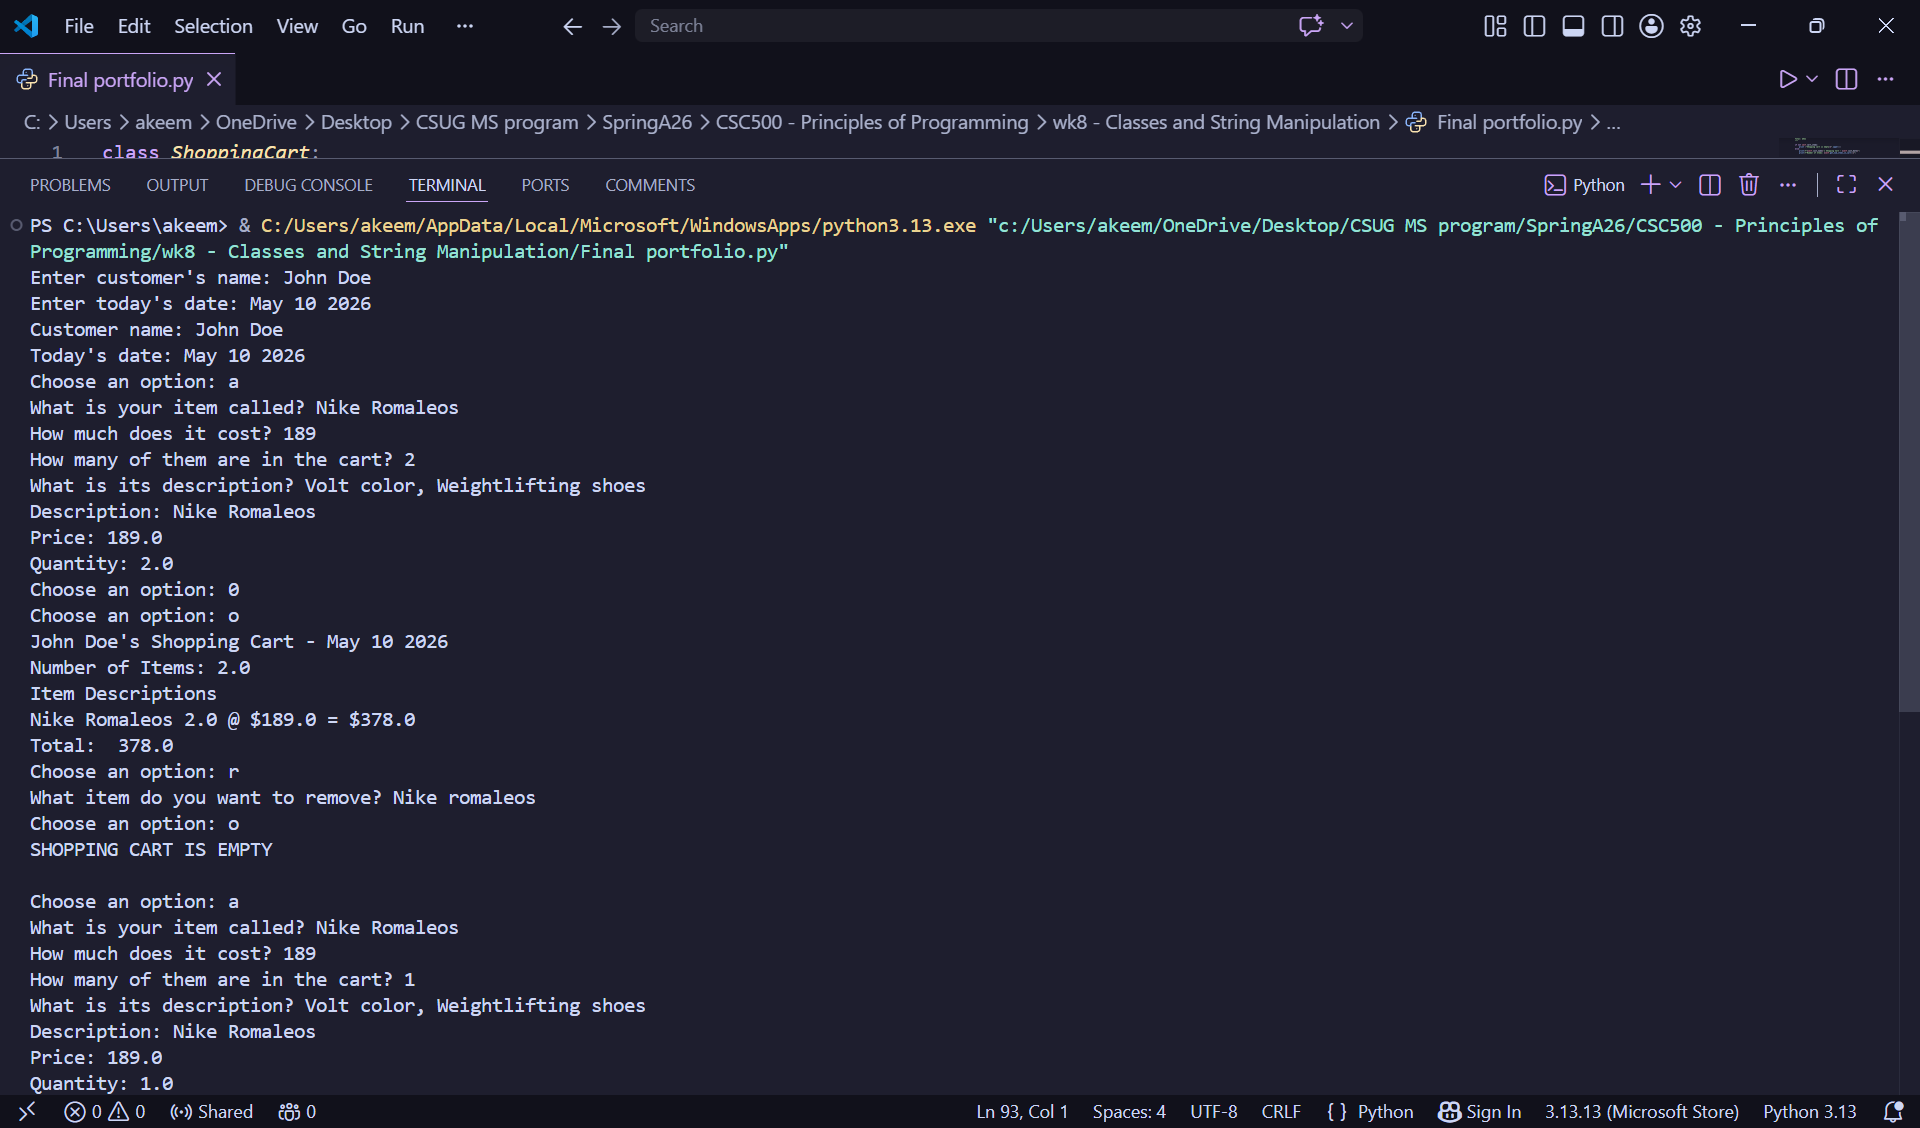 File Edit Selection View Go Run ··· Search
Final portfolio.py
C: > Users > akeem > OneDrive > Desktop > CSUG MS program > SpringA26 > CSC500 - Principles of Programming > wk8 - Classes and String Manipulation > Final portfolio.py > ...
1 class ShoppingCart:
PROBLEMS OUTPUT DEBUG CONSOLE TERMINAL PORTS COMMENTS Python
PS C:\Users\akeem> & C:/Users/akeem/AppData/Local/Microsoft/WindowsApps/python3.13.exe "c:/Users/akeem/OneDrive/Desktop/CSUG MS program/SpringA26/CSC500 - Principles of
Programming/wk8 - Classes and String Manipulation/Final portfolio.py"
Enter customer's name: John Doe
Enter today's date: May 10 2026
Customer name: John Doe
Today's date: May 10 2026
Choose an option: a
What is your item called? Nike Romaleos
How much does it cost? 189
How many of them are in the cart? 2
What is its description? Volt color, Weightlifting shoes
Description: Nike Romaleos
Price: 189.0
Quantity: 2.0
Choose an option: 0
Choose an option: o
John Doe's Shopping Cart - May 10 2026
Number of Items: 2.0
Item Descriptions
Nike Romaleos 2.0 @ $189.0 = $378.0
Total:  378.0
Choose an option: r
What item do you want to remove? Nike romaleos
Choose an option: o
SHOPPING CART IS EMPTY
Choose an option: a
What is your item called? Nike Romaleos
How much does it cost? 189
How many of them are in the cart? 1
What is its description? Volt color, Weightlifting shoes
Description: Nike Romaleos
Price: 189.0
Quantity: 1.0
0 0 Shared 0 Ln 93, Col 1 Spaces: 4 UTF-8 CRLF { } Python Sign In 3.13.13 (Microsoft Store) Python 3.13